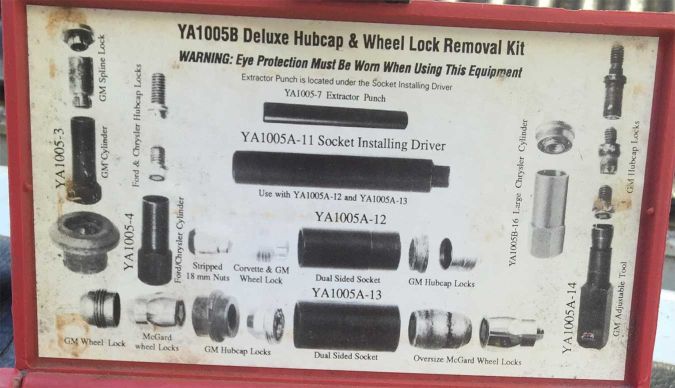 YA1005B Deluxe Hubcap & Wheel Lock Removal Kit
WARNING: Eye Protection Must Be Worn When Using This Equipment
Extractor Punch is located under the Socket Installing Driver
YA1005-7 Extractor Punch
YA1005A-11 Socket Installing Driver
Use with YA1005A-12 and YA1005A-13
GM Spline Lock
YA1005-3
GM Cylinder
Ford & Chrysler Hubcap Locks
YA1005-4
Ford/Chrysler Cylinder
Stripped
18 mm Nuts
Corvette & GM
Wheel Lock
YA1005A-12
Dual Sided Socket
GM Hubcap Locks
YA1005B-16 Large Chrysler Cylinder
GM Hubcap Locks
YA1005A-14
GM Adjustable Tool
GM Wheel Lock
McGard
wheel Locks
GM Hubcap Locks
YA1005A-13
Dual Sided Socket
Oversize McGard Wheel Locks